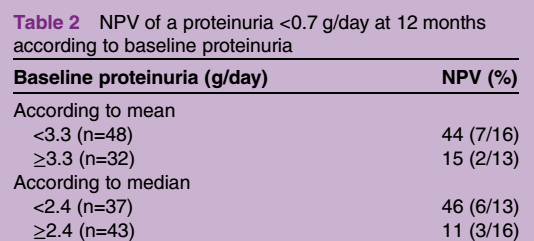 Table 2 NPV of a proteinuria <0.7 g/day at 12 months
according to baseline proteinuria
Baseline proteinuria (g/day) NPV (%)
According to mean
<3.3 (n=48) 44 (7/16)
≥3.3 (n=32) 15 (2/13)
According to median
<2.4 (n=37) 46 (6/13)
≥2.4 (n=43) 11 (3/16)